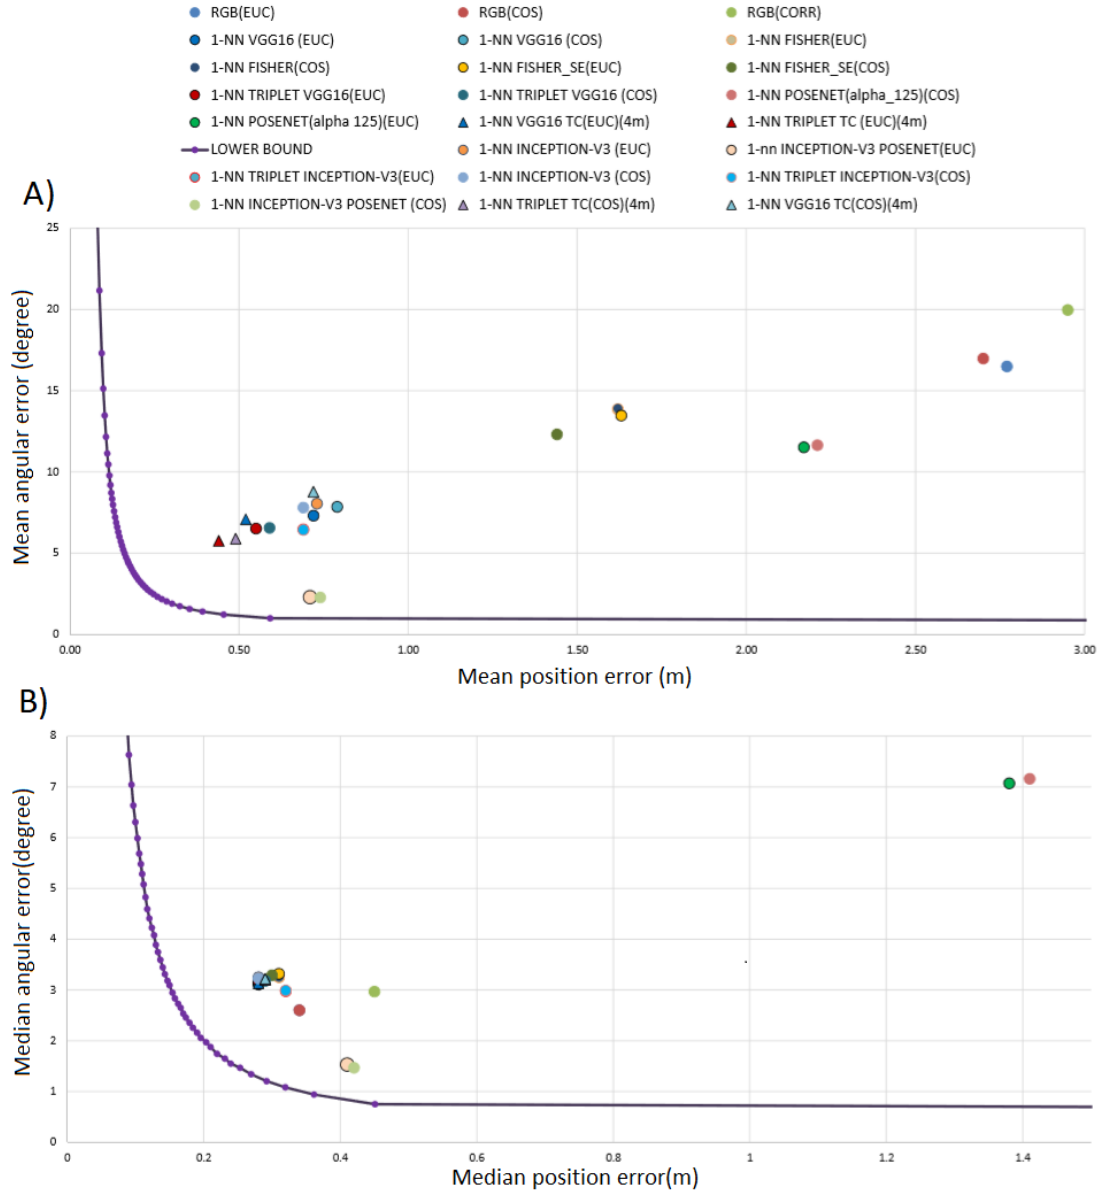 RGB(EUC) RGB(COS) RGB(CORR)
1-NN VGG16 (EUC) 1-NN VGG16 (COS) 1-NN FISHER(EUC)
1-NN FISHER(COS) 1-NN FISHER_SE(EUC) 1-NN FISHER_SE(COS)
1-NN TRIPLET VGG16(EUC) 1-NN TRIPLET VGG16 (COS) 1-NN POSENET(alpha_125)(COS)
1-NN POSENET(alpha 125)(EUC) 1-NN VGG16 TC(EUC)(4m) 1-NN TRIPLET TC (EUC)(4m)
LOWER BOUND 1-NN INCEPTION-V3 (EUC) 1-nn INCEPTION-V3 POSENET(EUC)
1-NN TRIPLET INCEPTION-V3(EUC) 1-NN INCEPTION-V3 (COS) 1-NN TRIPLET INCEPTION-V3(COS)
1-NN INCEPTION-V3 POSENET (COS) 1-NN TRIPLET TC(COS)(4m) 1-NN VGG16 TC(COS)(4m)
A)
Mean angular error (degree)
25
20
15
10
5
0
0.00 0.50 1.00 1.50 2.00 2.50 3.00
Mean position error (m)
B)
Median angular error(degree)
8
7
6
5
4
3
2
1
0
0 0.2 0.4 0.6 0.8 1 1.2 1.4
Median position error(m)